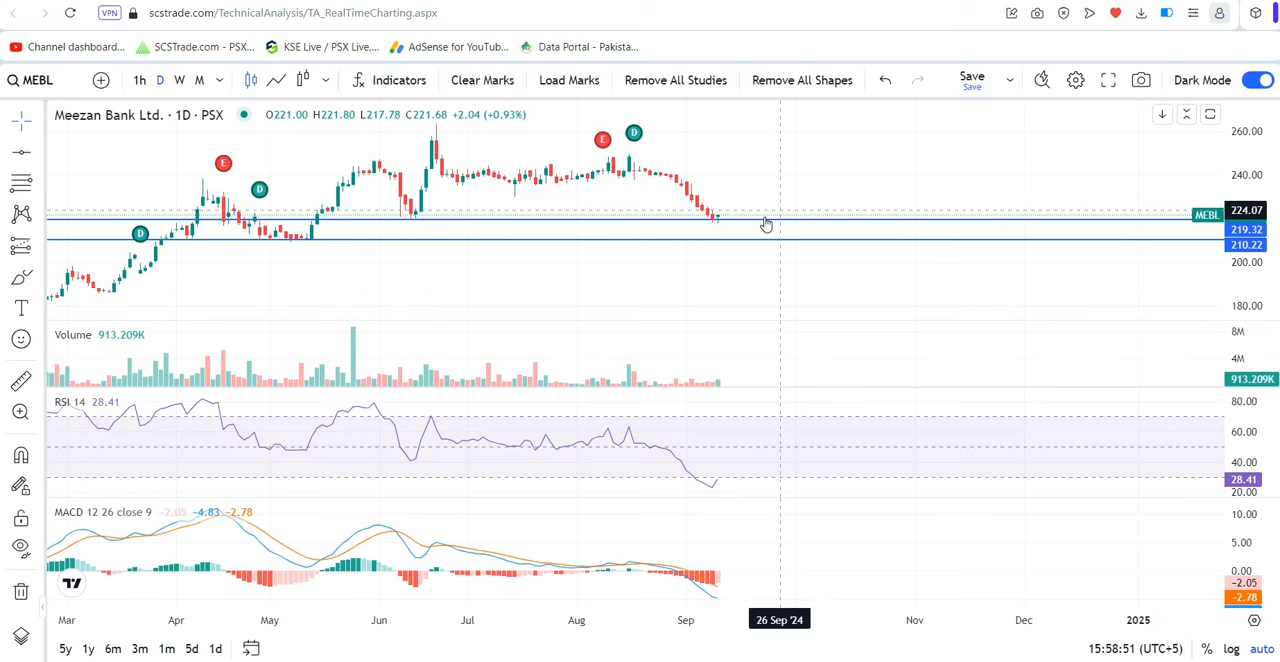 VPN scstrade.com/TechnicalAnalysis/TA_RealTimeCharting.aspx
Channel dashboard... SCSTrade.com - PSX... KSE Live / PSX Live,... AdSense for YouTub... Data Portal - Pakista...
MEBL 1h D W M Indicators Clear Marks Load Marks Remove All Studies Remove All Shapes Save Dark Mode
Save
Meezan Bank Ltd. · 1D · PSX O221.00 H221.80 L217.78 C221.68 +2.04 (+0.93%)
260.00
E D
E 240.00
D
224.07
MEBL
219.32
D
210.22
200.00
180.00
Volume 913.209K 8M
4M
913.209K
RSI 14 28.41 80.00
60.00
40.00
28.41
20.00
MACD 12 26 close 9 -2.05 -4.83 -2.78 10.00
5.00
0.00
-2.05
-2.78
Mar Apr May Jun Jul Aug Sep 26 Sep '24 Nov Dec 2025
5y 1y 6m 3m 1m 5d 1d 15:58:51 (UTC+5) % log auto